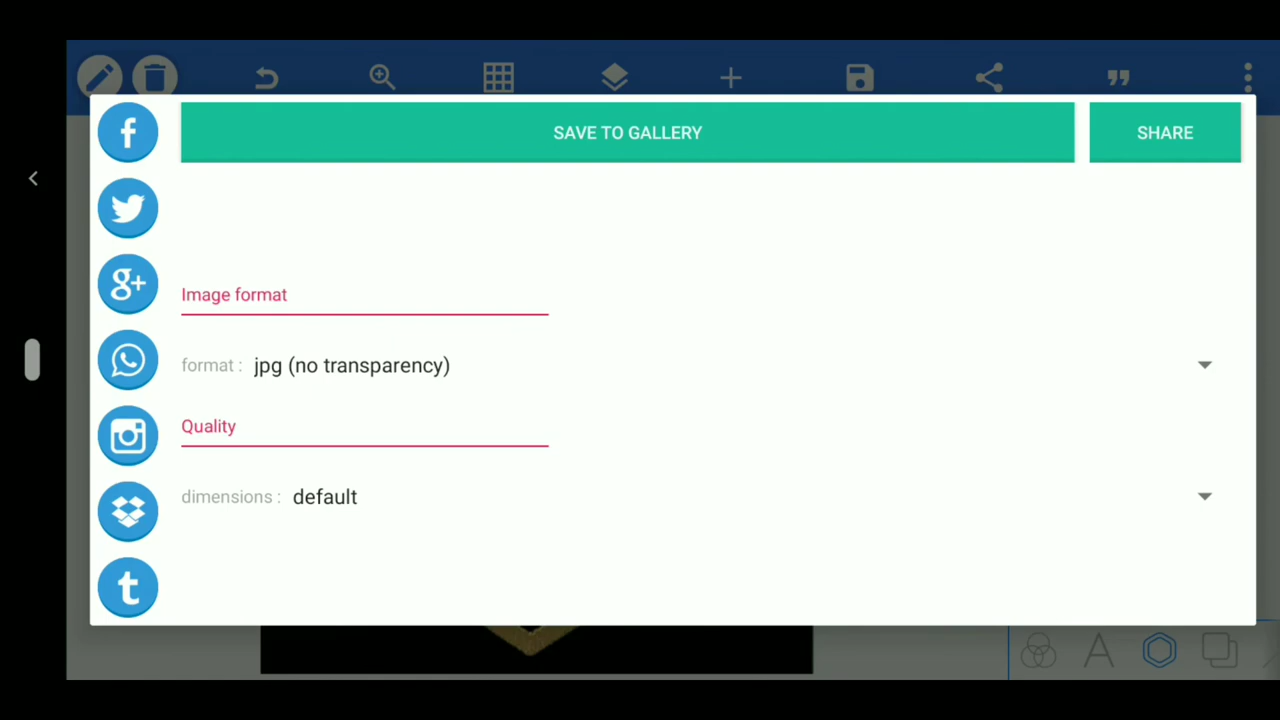 SAVE TO GALLERY
SHARE
Image format
format : jpg (no transparency)
Quality
dimensions : default